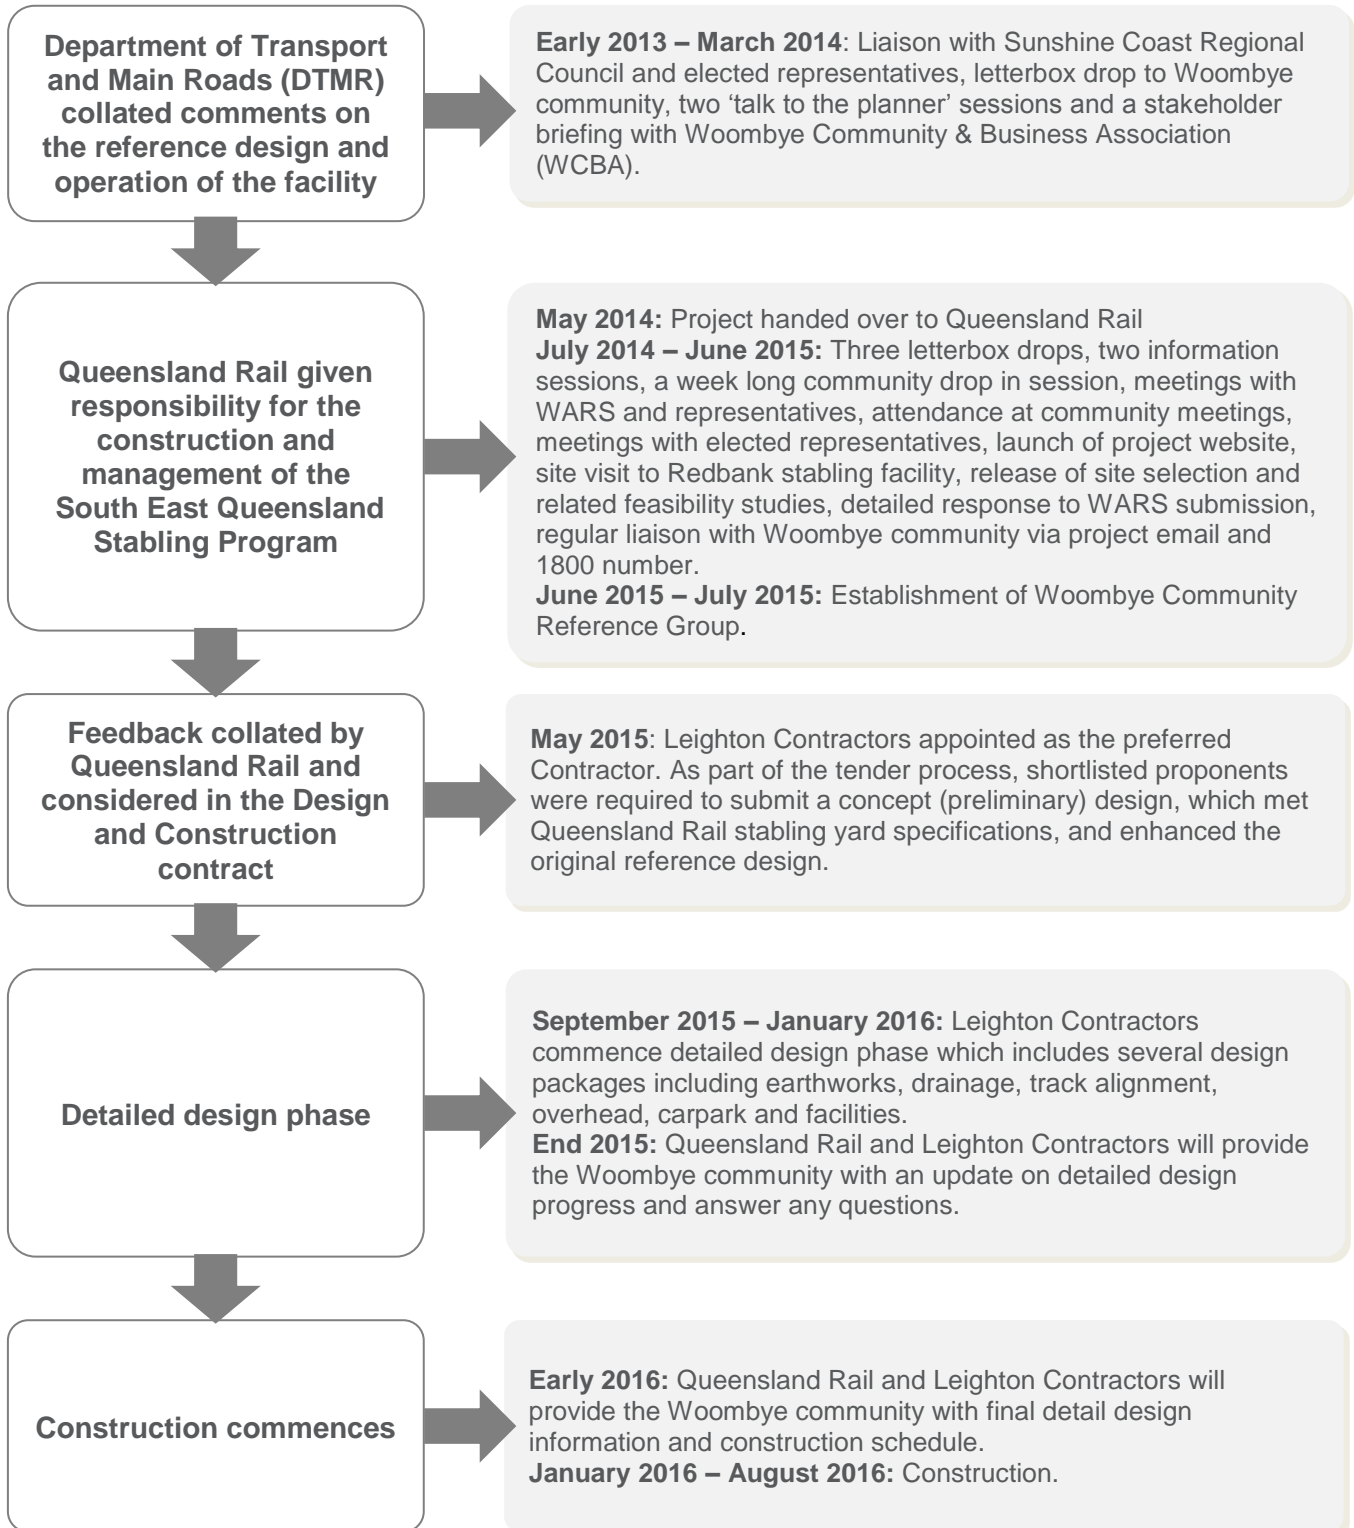 Department of Transport
and Main Roads (DTMR)
collated comments on
the reference design and
operation of the facility
Early 2013 – March 2014: Liaison with Sunshine Coast Regional
Council and elected representatives, letterbox drop to Woombye
community, two ‘talk to the planner’ sessions and a stakeholder
briefing with Woombye Community & Business Association
(WCBA).
Queensland Rail given
responsibility for the
construction and
management of the
South East Queensland
Stabling Program
May 2014: Project handed over to Queensland Rail
July 2014 – June 2015: Three letterbox drops, two information
sessions, a week long community drop in session, meetings with
WARS and representatives, attendance at community meetings,
meetings with elected representatives, launch of project website,
site visit to Redbank stabling facility, release of site selection and
related feasibility studies, detailed response to WARS submission,
regular liaison with Woombye community via project email and
1800 number.
June 2015 – July 2015: Establishment of Woombye Community
Reference Group.
Feedback collated by
Queensland Rail and
considered in the Design
and Construction
contract
May 2015: Leighton Contractors appointed as the preferred
Contractor. As part of the tender process, shortlisted proponents
were required to submit a concept (preliminary) design, which met
Queensland Rail stabling yard specifications, and enhanced the
original reference design.
Detailed design phase
September 2015 – January 2016: Leighton Contractors
commence detailed design phase which includes several design
packages including earthworks, drainage, track alignment,
overhead, carpark and facilities.
End 2015: Queensland Rail and Leighton Contractors will provide
the Woombye community with an update on detailed design
progress and answer any questions.
Construction commences
Early 2016: Queensland Rail and Leighton Contractors will
provide the Woombye community with final detail design
information and construction schedule.
January 2016 – August 2016: Construction.